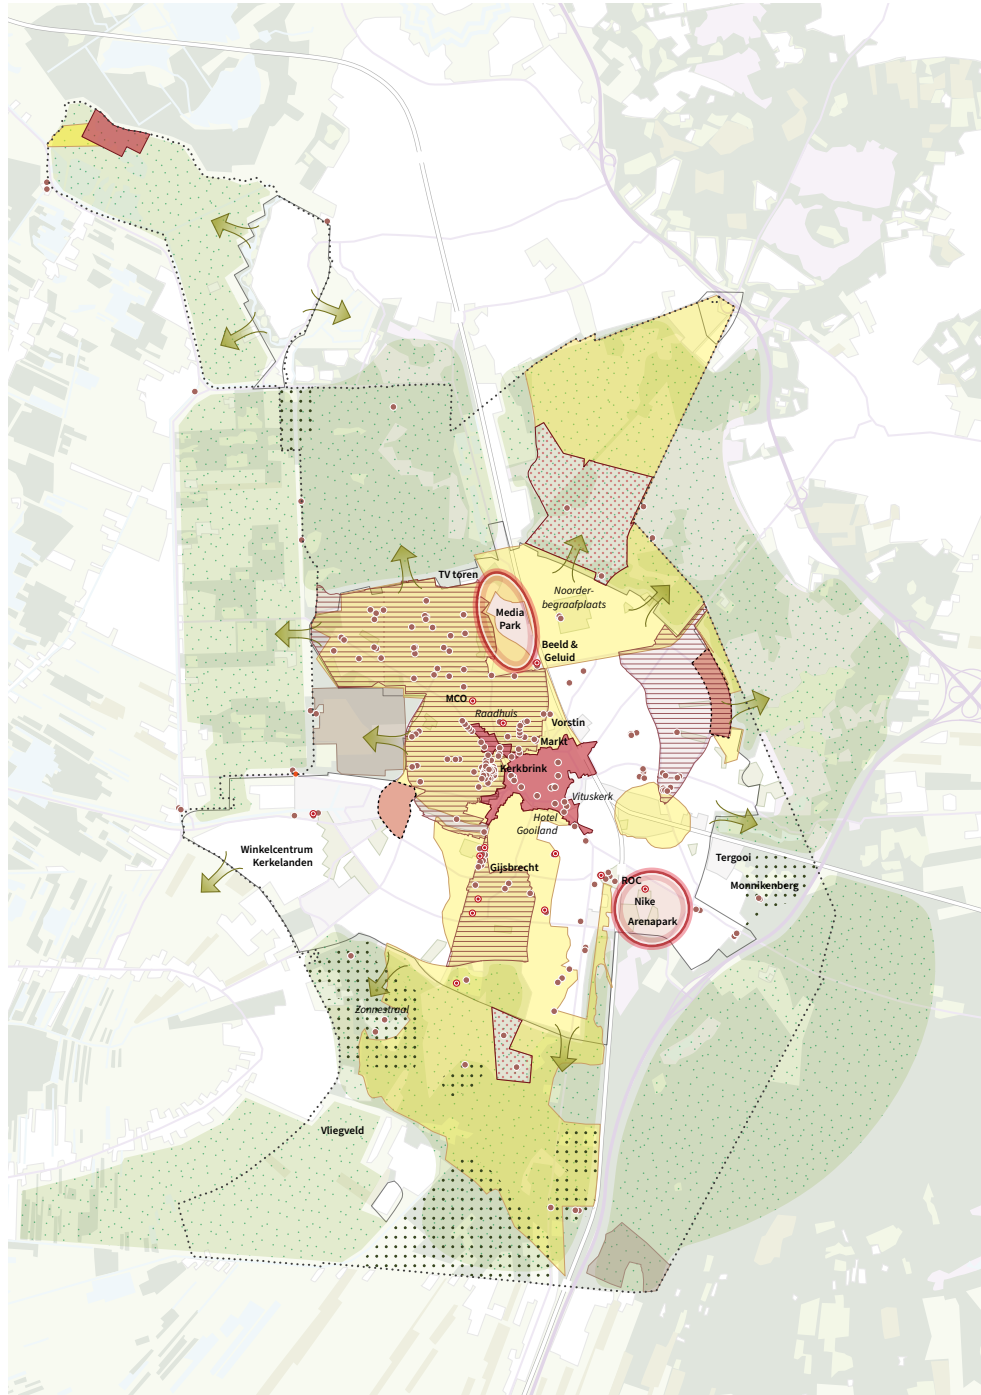 TV toren
Noorder-
begraafplaats
Media
Park
Beeld &
Geluid
MCO
Raadhuis
Vorstin
Markt
Kerkbrink
Vituskerk
Hotel
Gooiland
Winkelcentrum
Kerkelanden
Gijsbrecht
Tergooi
ROC
Monnikenberg
Nike
Arenapark
Zonnestraal
Vliegveld